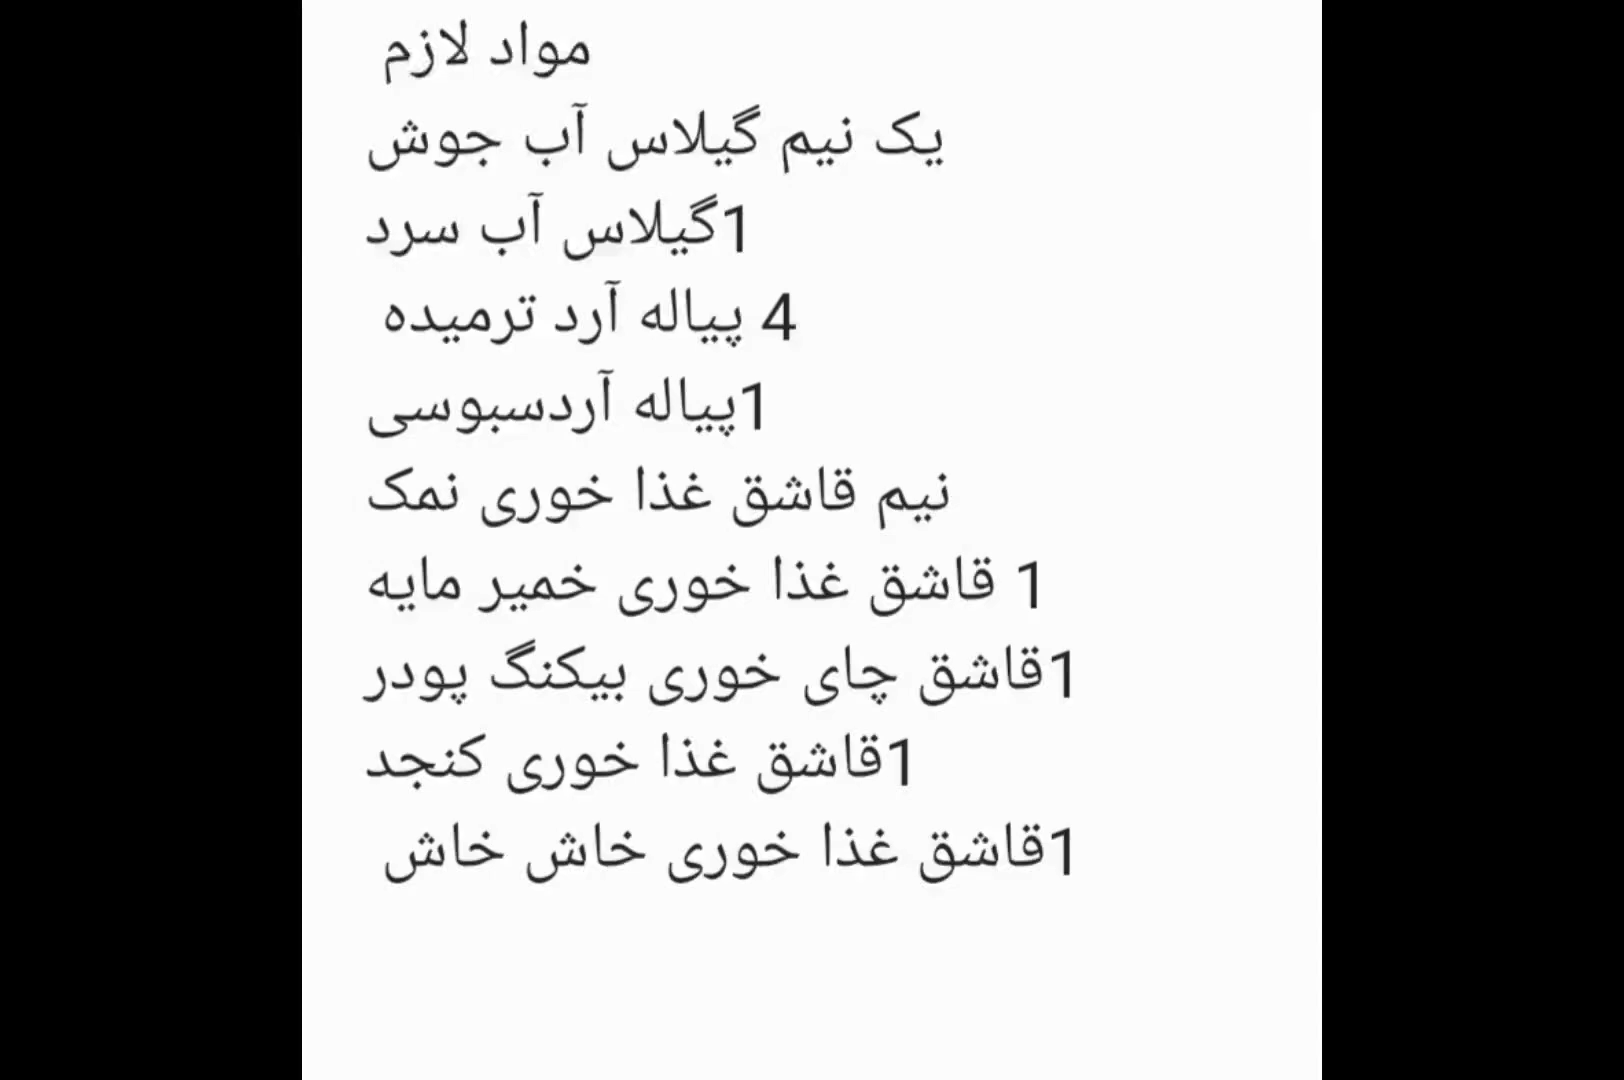 مواد لازم
یک نیم گیلاس آب جوش
1گیلاس آب سرد
4 پیاله آرد ترمیده
1پیاله آردسبوسی
نیم قاشق غذا خوری نمک
1 قاشق غذا خوری خمیر مایه
1قاشق چای خوری بیکنگ پودر
1قاشق غذا خوری کنجد
1قاشق غذا خوری خاش خاش